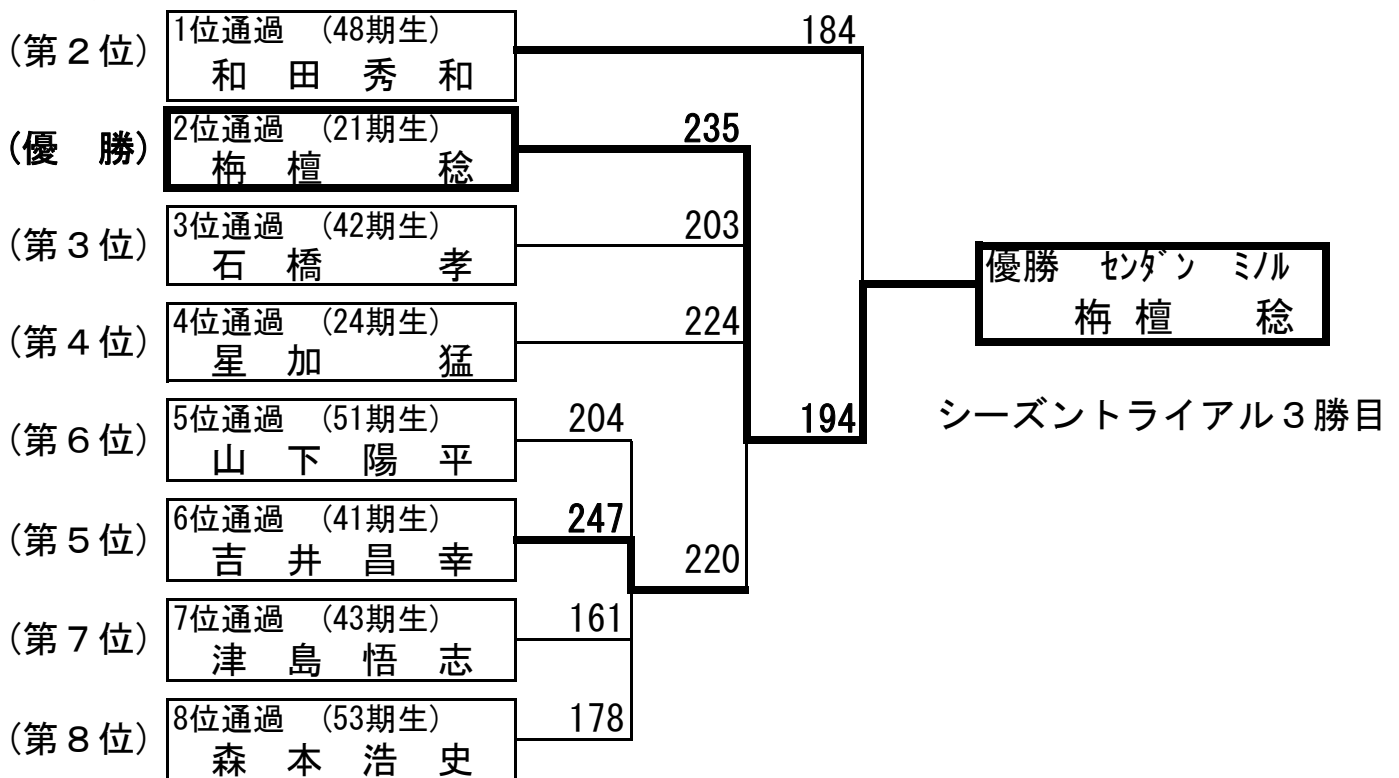 1位通過 (48期生)
(第２位) 和 田 秀 和 184
2位通過 (21期生)
(優 勝) 栴 檀 稔 235
3位通過 (42期生)
(第３位) 石 橋 孝 203
優勝 ｾﾝﾀﾞﾝ ﾐﾉﾙ
栴 檀 稔
4位通過 (24期生)
(第４位) 星 加 猛 224
シーズントライアル３勝目
5位通過 (51期生) 204 194
(第６位) 山 下 陽 平
6位通過 (41期生) 247
(第５位) 吉 井 昌 幸 220
7位通過 (43期生) 161
(第７位) 津 島 悟 志
8位通過 (53期生) 178
(第８位) 森 本 浩 史